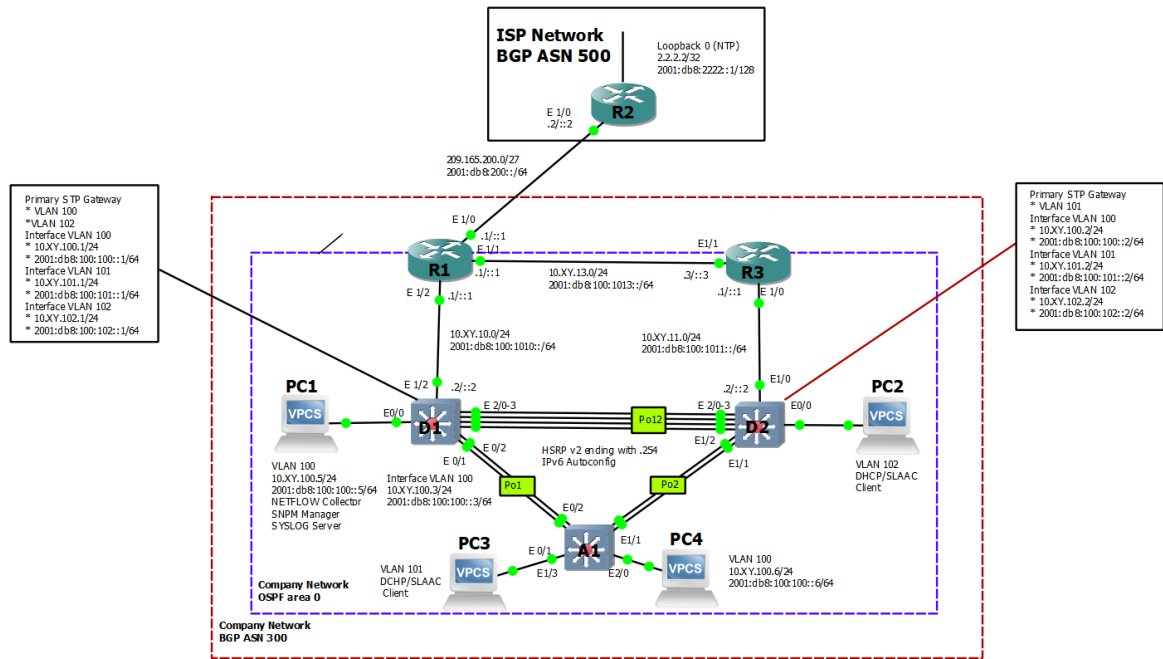 ISP Network
BGP ASN 500
Loopback 0 (NTP)
2.2.2.2/32
2001:db8:2222::1/128
R2
E 1/0
.2/::2
209.165.200.0/27
2001:db8:200::/64
Primary STP Gateway
* VLAN 100
*VLAN 102
Interface VLAN 100
* 10.XY.100.1/24
* 2001:db8:100:100::1/64
Interface VLAN 101
* 10.XY.101.1/24
* 2001:db8:100:101::1/64
Interface VLAN 102
* 10.XY.102.1/24
* 2001:db8:100:102::1/64
Primary STP Gateway
* VLAN 101
Interface VLAN 100
* 10.XY.100.2/24
* 2001:db8:100:100::2/64
Interface VLAN 101
* 10.XY.101.2/24
* 2001:db8:100:101::2/64
Interface VLAN 102
* 10.XY.102.2/24
* 2001:db8:100:102::2/64
E 1/0
.1/::1
E 1/1
R1
.1/::1
E 1/2
.1/::1
10.XY.13.0/24
2001:db8:100:1013::/64
E1/1
.3/::3
R3
.1/::1
E1/0
10.XY.10.0/24
2001:db8:100:1010::/64
10.XY.11.0/24
2001:db8:100:1011::/64
E 1/2
.2/::2
.2/::2
E1/0
PC1
VPCS
E0/0
D1
E 2/0-3
Po12
E 2/0-3
D2
E0/0
PC2
VPCS
E 0/2
E 0/1
HSRP v2 ending with .254
IPv6 Autoconfig
E1/2
E1/1
VLAN 100
10.XY.100.5/24
2001:db8:100:100::5/64
NETFLOW Collector
SNPM Manager
SYSLOG Server
Interface VLAN 100
10.XY.100.3/24
2001:db8:100:100::3/64
VLAN 102
DHCP/SLAAC
Client
Po1
Po2
E0/2
A1
E 0/1
E1/1
PC3
VPCS
E1/3
E2/0
PC4
VPCS
VLAN 101
DCHP/SLAAC
Client
VLAN 100
10.XY.100.6/24
2001:db8:100:100::6/64
Company Network
OSPF area 0
Company Network
BGP ASN 300